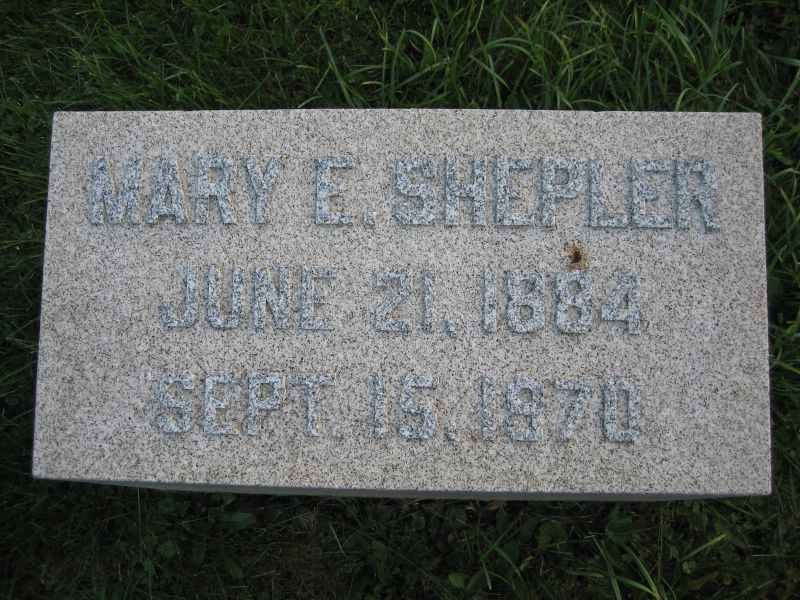 MARY E. SHEPLER
JUNE 21, 1884
SEPT. 15, 1970